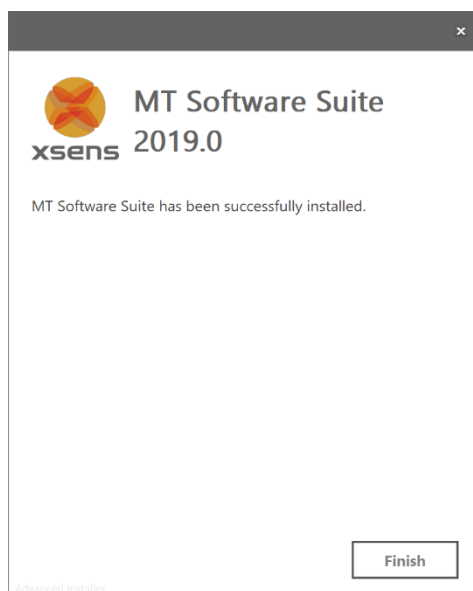 MT Software Suite
2019.0
xsens
MT Software Suite has been successfully installed.
Finish
Advanced Installer